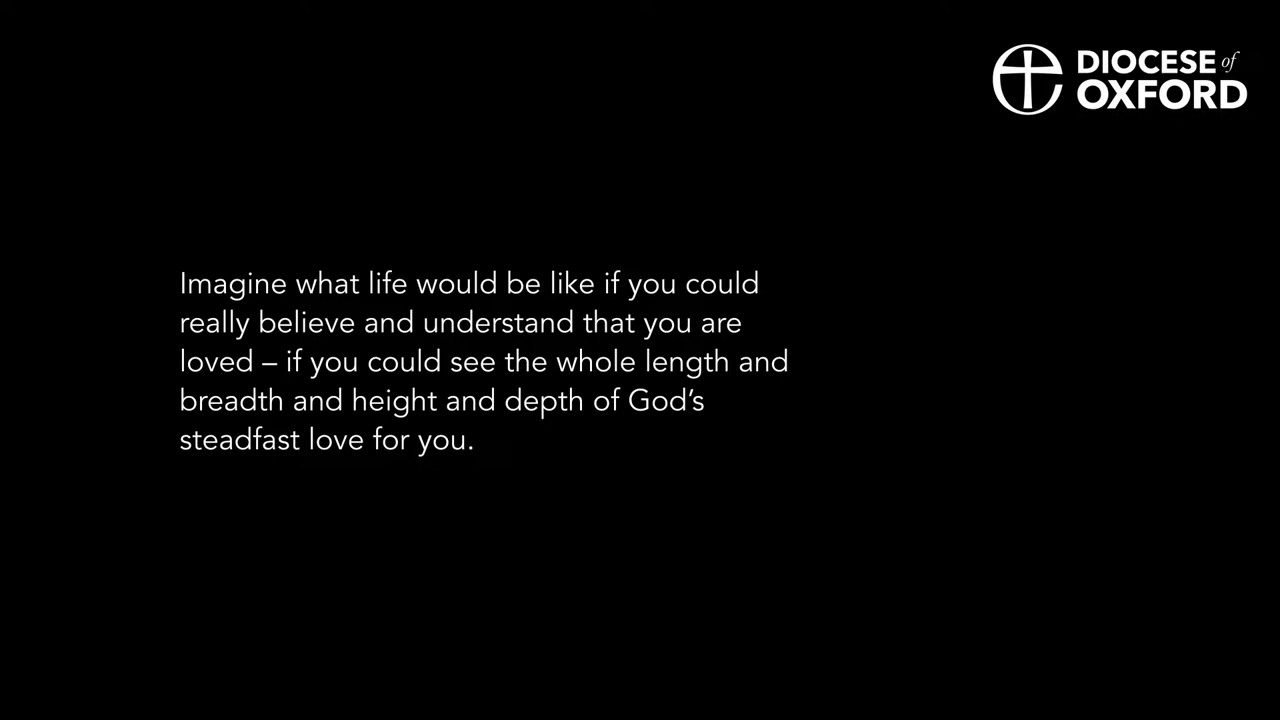 DIOCESE of
OXFORD
Imagine what life would be like if you could
really believe and understand that you are
loved – if you could see the whole length and
breadth and height and depth of God’s
steadfast love for you.